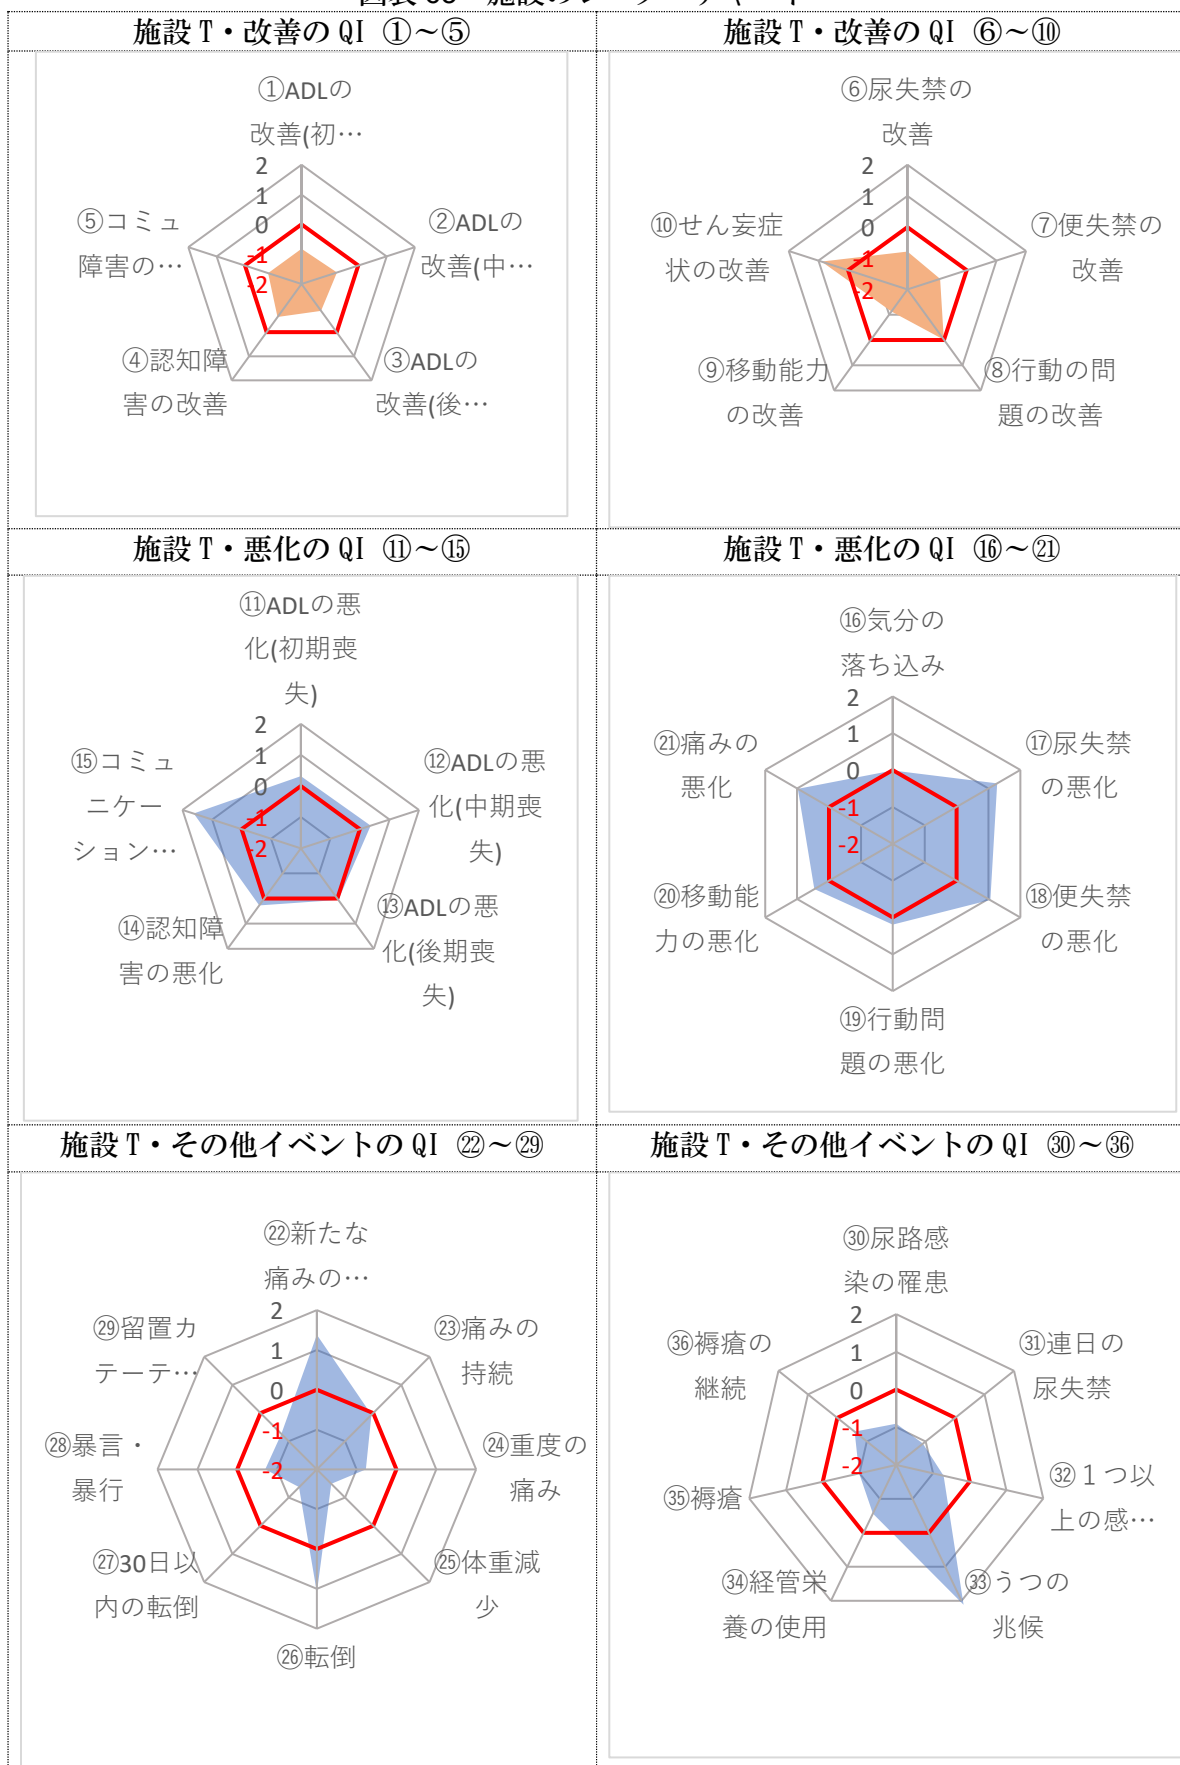 施設 T・改善の QI ①～⑤
①ADLの
改善(初…
2
1
0
-1
-2
②ADLの
改善(中…
③ADLの
改善(後…
④認知障
害の改善
⑤コミュ
障害の…
施設 T・改善の QI ⑥～⑩
⑥尿失禁の
改善
2
1
0
-1
-2
⑦便失禁の
改善
⑧行動の問
題の改善
⑨移動能力
の改善
⑩せん妄症
状の改善
施設 T・悪化の QI ⑪～⑮
⑪ADLの悪
化(初期喪
失)
2
1
0
-1
-2
⑫ADLの悪
化(中期喪
失)
⑬ADLの悪
化(後期喪
失)
⑭認知障
害の悪化
⑮コミュ
ニケー
ション…
施設 T・悪化の QI ⑯～㉑
⑯気分の
落ち込み
2
1
0
-1
-2
⑰尿失禁
の悪化
⑱便失禁
の悪化
⑲行動問
題の悪化
⑳移動能
力の悪化
㉑痛みの
悪化
施設 T・その他イベントの QI ㉒～㉙
㉒新たな
痛みの…
2
1
0
-1
-2
㉓痛みの
持続
㉔重度の
痛み
㉕体重減
少
㉖転倒
㉗30日以
内の転倒
㉘暴言・
暴行
㉙留置カ
テーテ…
施設 T・その他イベントの QI ㉚～㊱
㉚尿路感
染の罹患
2
1
0
-1
-2
㉛連日の
尿失禁
㉜１つ以
上の感…
㉝うつの
兆候
㉞経管栄
養の使用
㉟褥瘡
㊱褥瘡の
継続